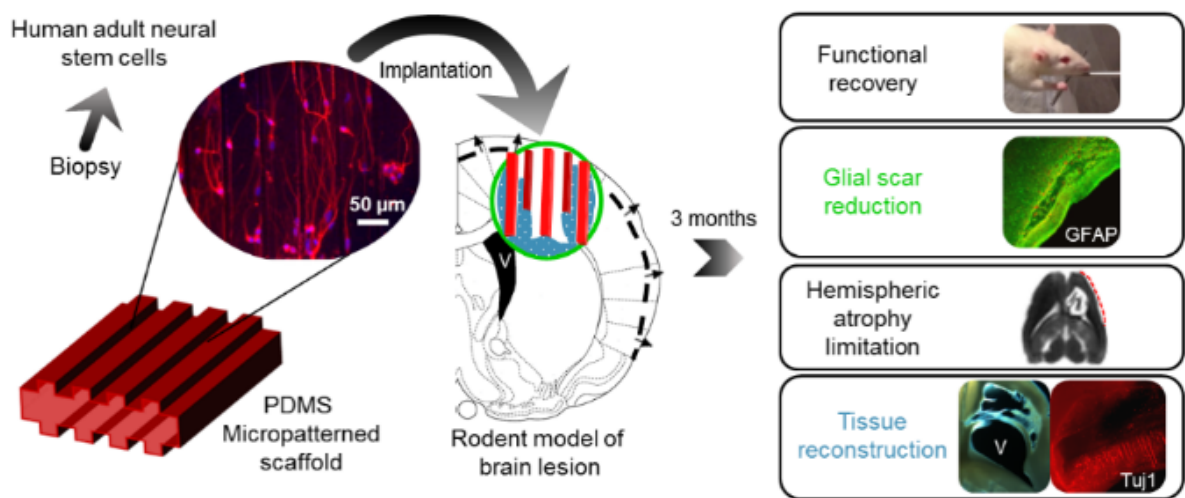 Human adult neural
stem cells
Biopsy
50 µm
Implantation
PDMS
Micropatterned
scaffold
V
Rodent model of
brain lesion
3 months
Functional
recovery
Glial scar
reduction
GFAP
Hemispheric
atrophy
limitation
Tissue
reconstruction
V
Tuj1